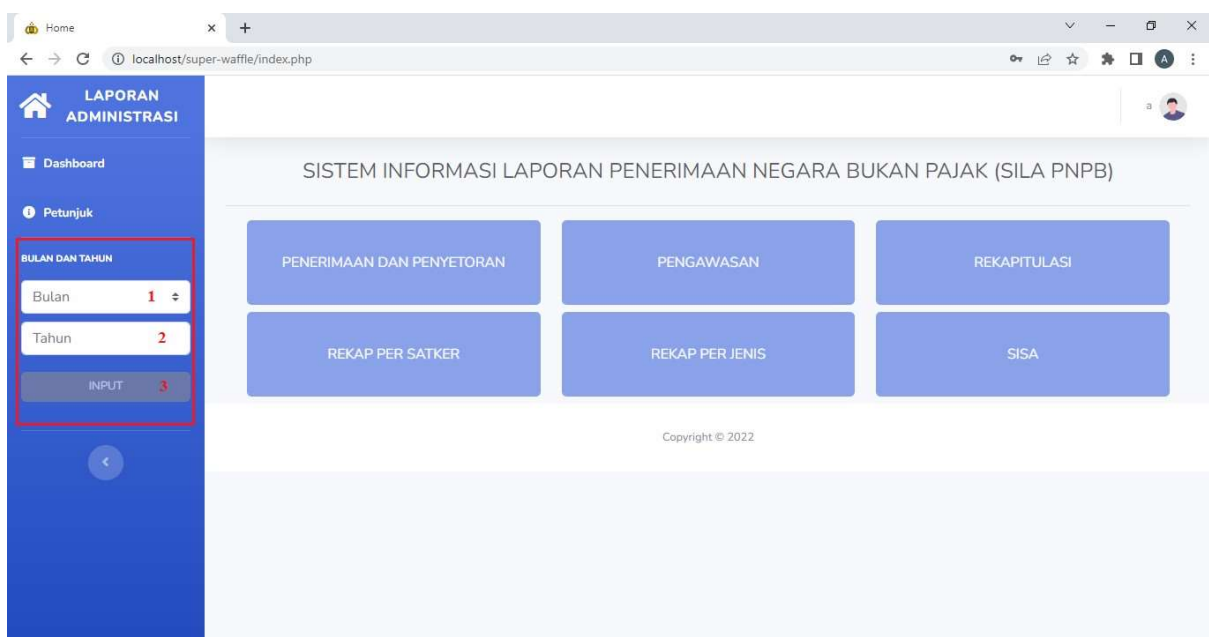 Home
localhost/super-waffle/index.php
A
LAPORAN
ADMINISTRASI
a
Dashboard
Petunjuk
BULAN DAN TAHUN
Bulan 1
Tahun 2
INPUT 3
SISTEM INFORMASI LAPORAN PENERIMAAN NEGARA BUKAN PAJAK (SILA PNPB)
PENERIMAAN DAN PENYETORAN
PENGAWASAN
REKAPITULASI
REKAP PER SATKER
REKAP PER JENIS
SISA
Copyright © 2022